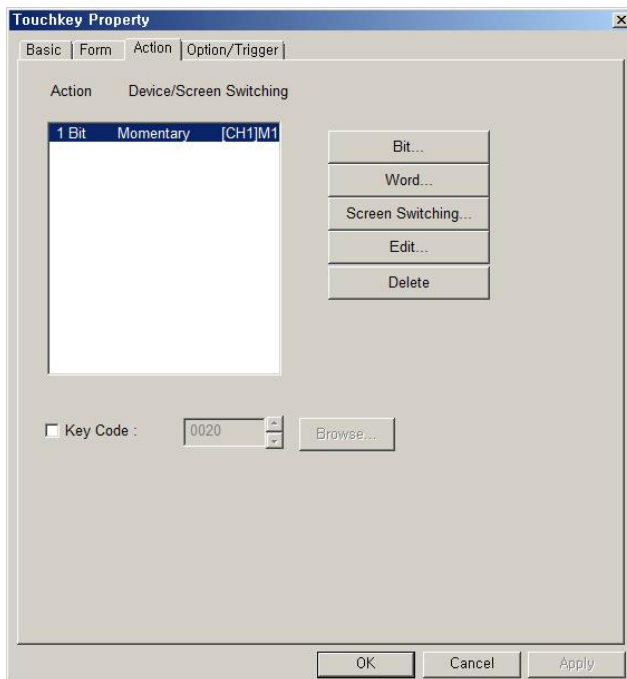 Touchkey Property
Basic Form Action Option/Trigger
Action Device/Screen Switching
1 Bit Momentary [CH1]M1
Bit...
Word...
Screen Switching...
Edit...
Delete
Key Code : 0020 Browse...
OK Cancel Apply